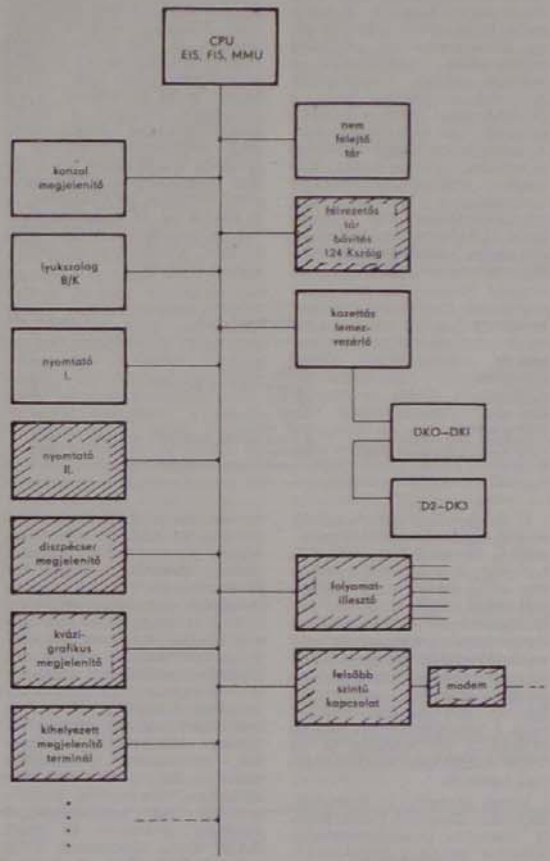 CPU
EIS, FIS, MMU
konzol
megjelenítő
lyukszalag
B/K
nyomtató
I.
nyomtató
II.
diszpécser
megjelenítő
kvázi-
grafikus
megjelenítő
kihelyezett
megjelenítő
terminál
nem
felejtő
tár
félvezetős
tár
bővítés
124 Kszóig
kazettás
lemez-
vezérlő
DKO–DK1
D2–DK3
folyamat-
illesztő
felsőbb
szintű
kapcsolat
modem